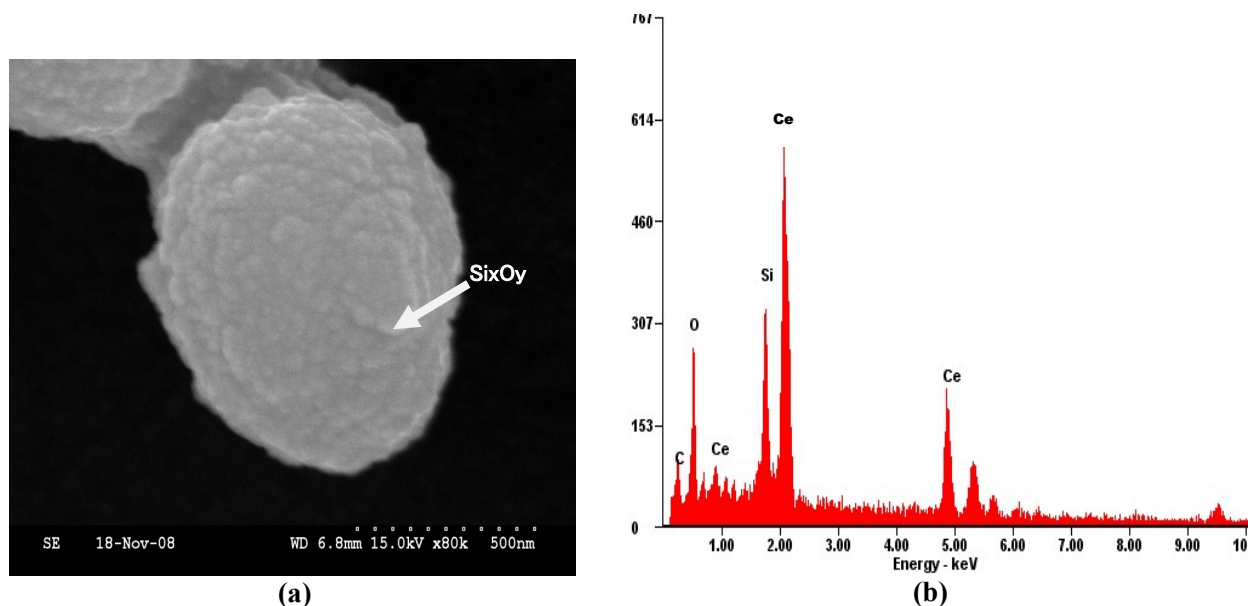 SixOy
SE 18-Nov-08 WD 6.8mm 15.0kV x80k 500nm
(a)
767
614
460
307
153
0
Ce
Si
O
Ce
C
Ce
1.00 2.00 3.00 4.00 5.00 6.00 7.00 8.00 9.00 10
Energy - keV
(b)